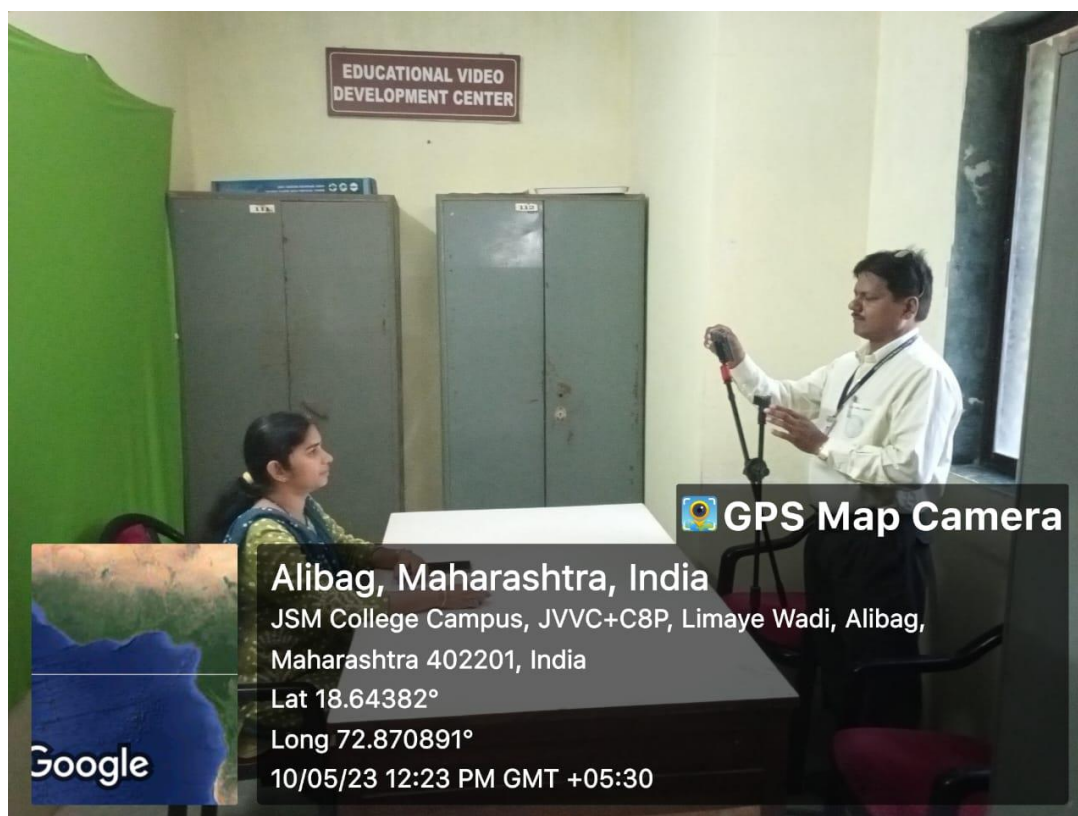 EDUCATIONAL VIDEO
DEVELOPMENT CENTER
GPS Map Camera
Alibag, Maharashtra, India
JSM College Campus, JVVC+C8P, Limaye Wadi, Alibag,
Maharashtra 402201, India
Lat 18.64382°
Long 72.870891°
10/05/23 12:23 PM GMT +05:30
Google